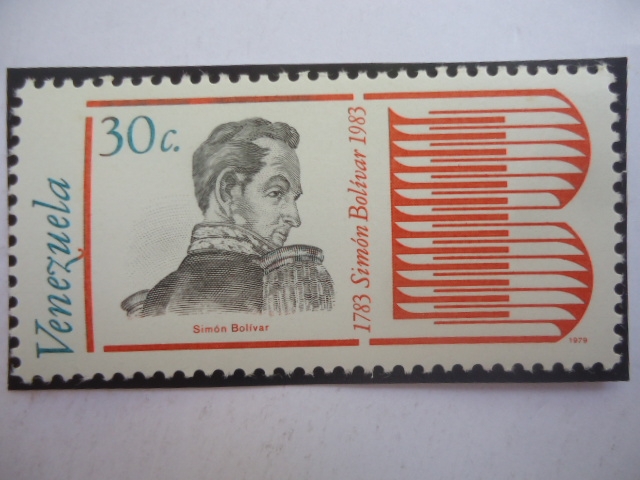 Venezuela
30c.
Simón Bolívar
1783 Simón Bolívar 1983
1979